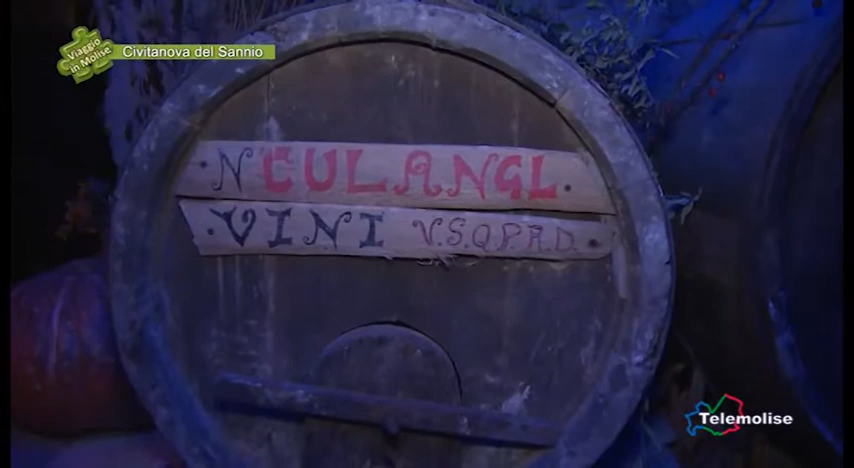 Viaggio
in Molise
Civitanova del Sannio
N CULANGL.
VINI V.S.Q.P.R.D.
Telemolise